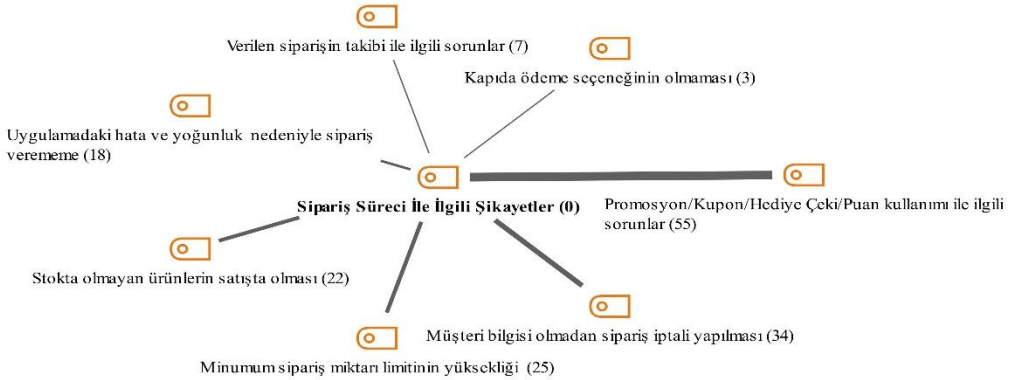 Verilen siparişin takibi ile ilgili sorunlar (7)
Kapıda ödeme seçeneğinin olmaması (3)
Uygulamadaki hata ve yoğunluk nedeniyle sipariş
verememe (18)
Sipariş Süreci İle İlgili Şikayetler (0)
Promosyon/Kupon/Hediye Çeki/Puan kullanımı ile ilgili
sorunlar (55)
Stokta olmayan ürünlerin satışta olması (22)
Müşteri bilgisi olmadan sipariş iptali yapılması (34)
Minumum sipariş miktarı limitinin yüksekliği (25)